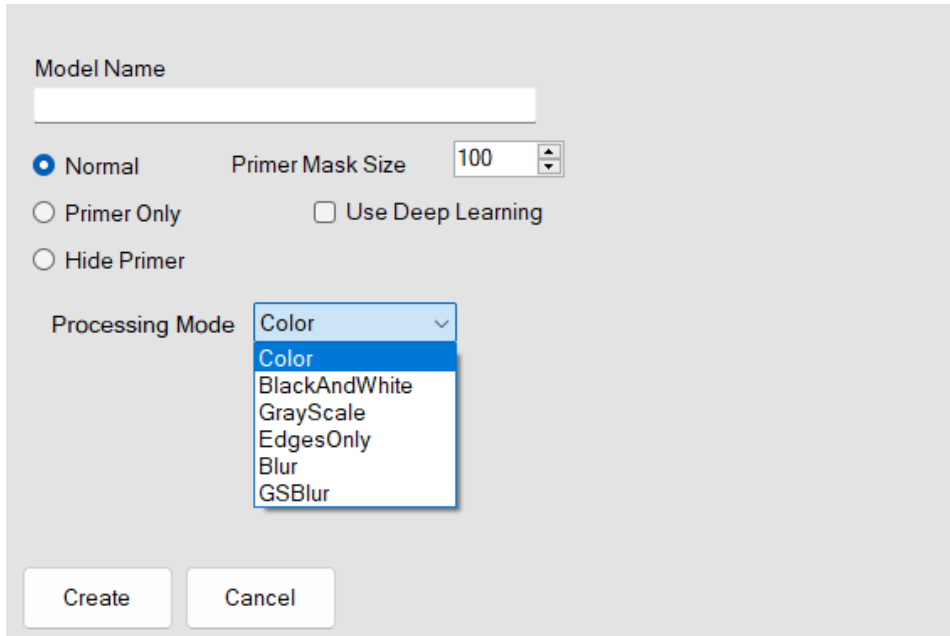 Model Name
Normal
Primer Mask Size
100
Primer Only
Use Deep Learning
Hide Primer
Processing Mode
Color
Color
BlackAndWhite
GrayScale
EdgesOnly
Blur
GSBlur
Create
Cancel